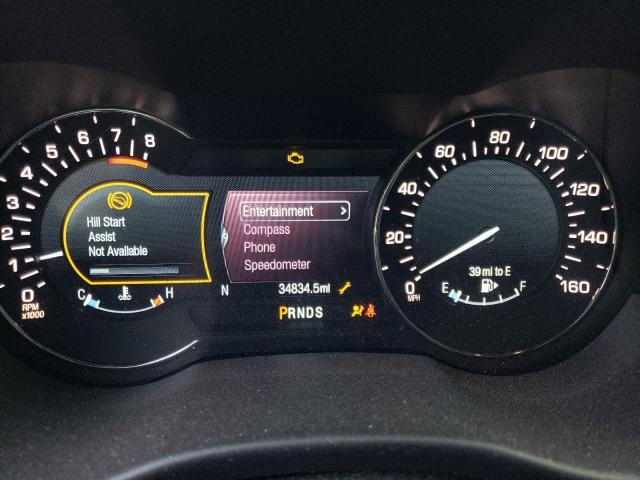 8
7
6
5
4
3
2
1
0
RPM
x1000
Hill Start
Assist
Not Available
C H
Entertainment >
Compass
Phone
Speedometer
N 34834.5mi
PRNDS
0
20
40
60
80
100
120
140
160
MPH
39 mi to E
E F